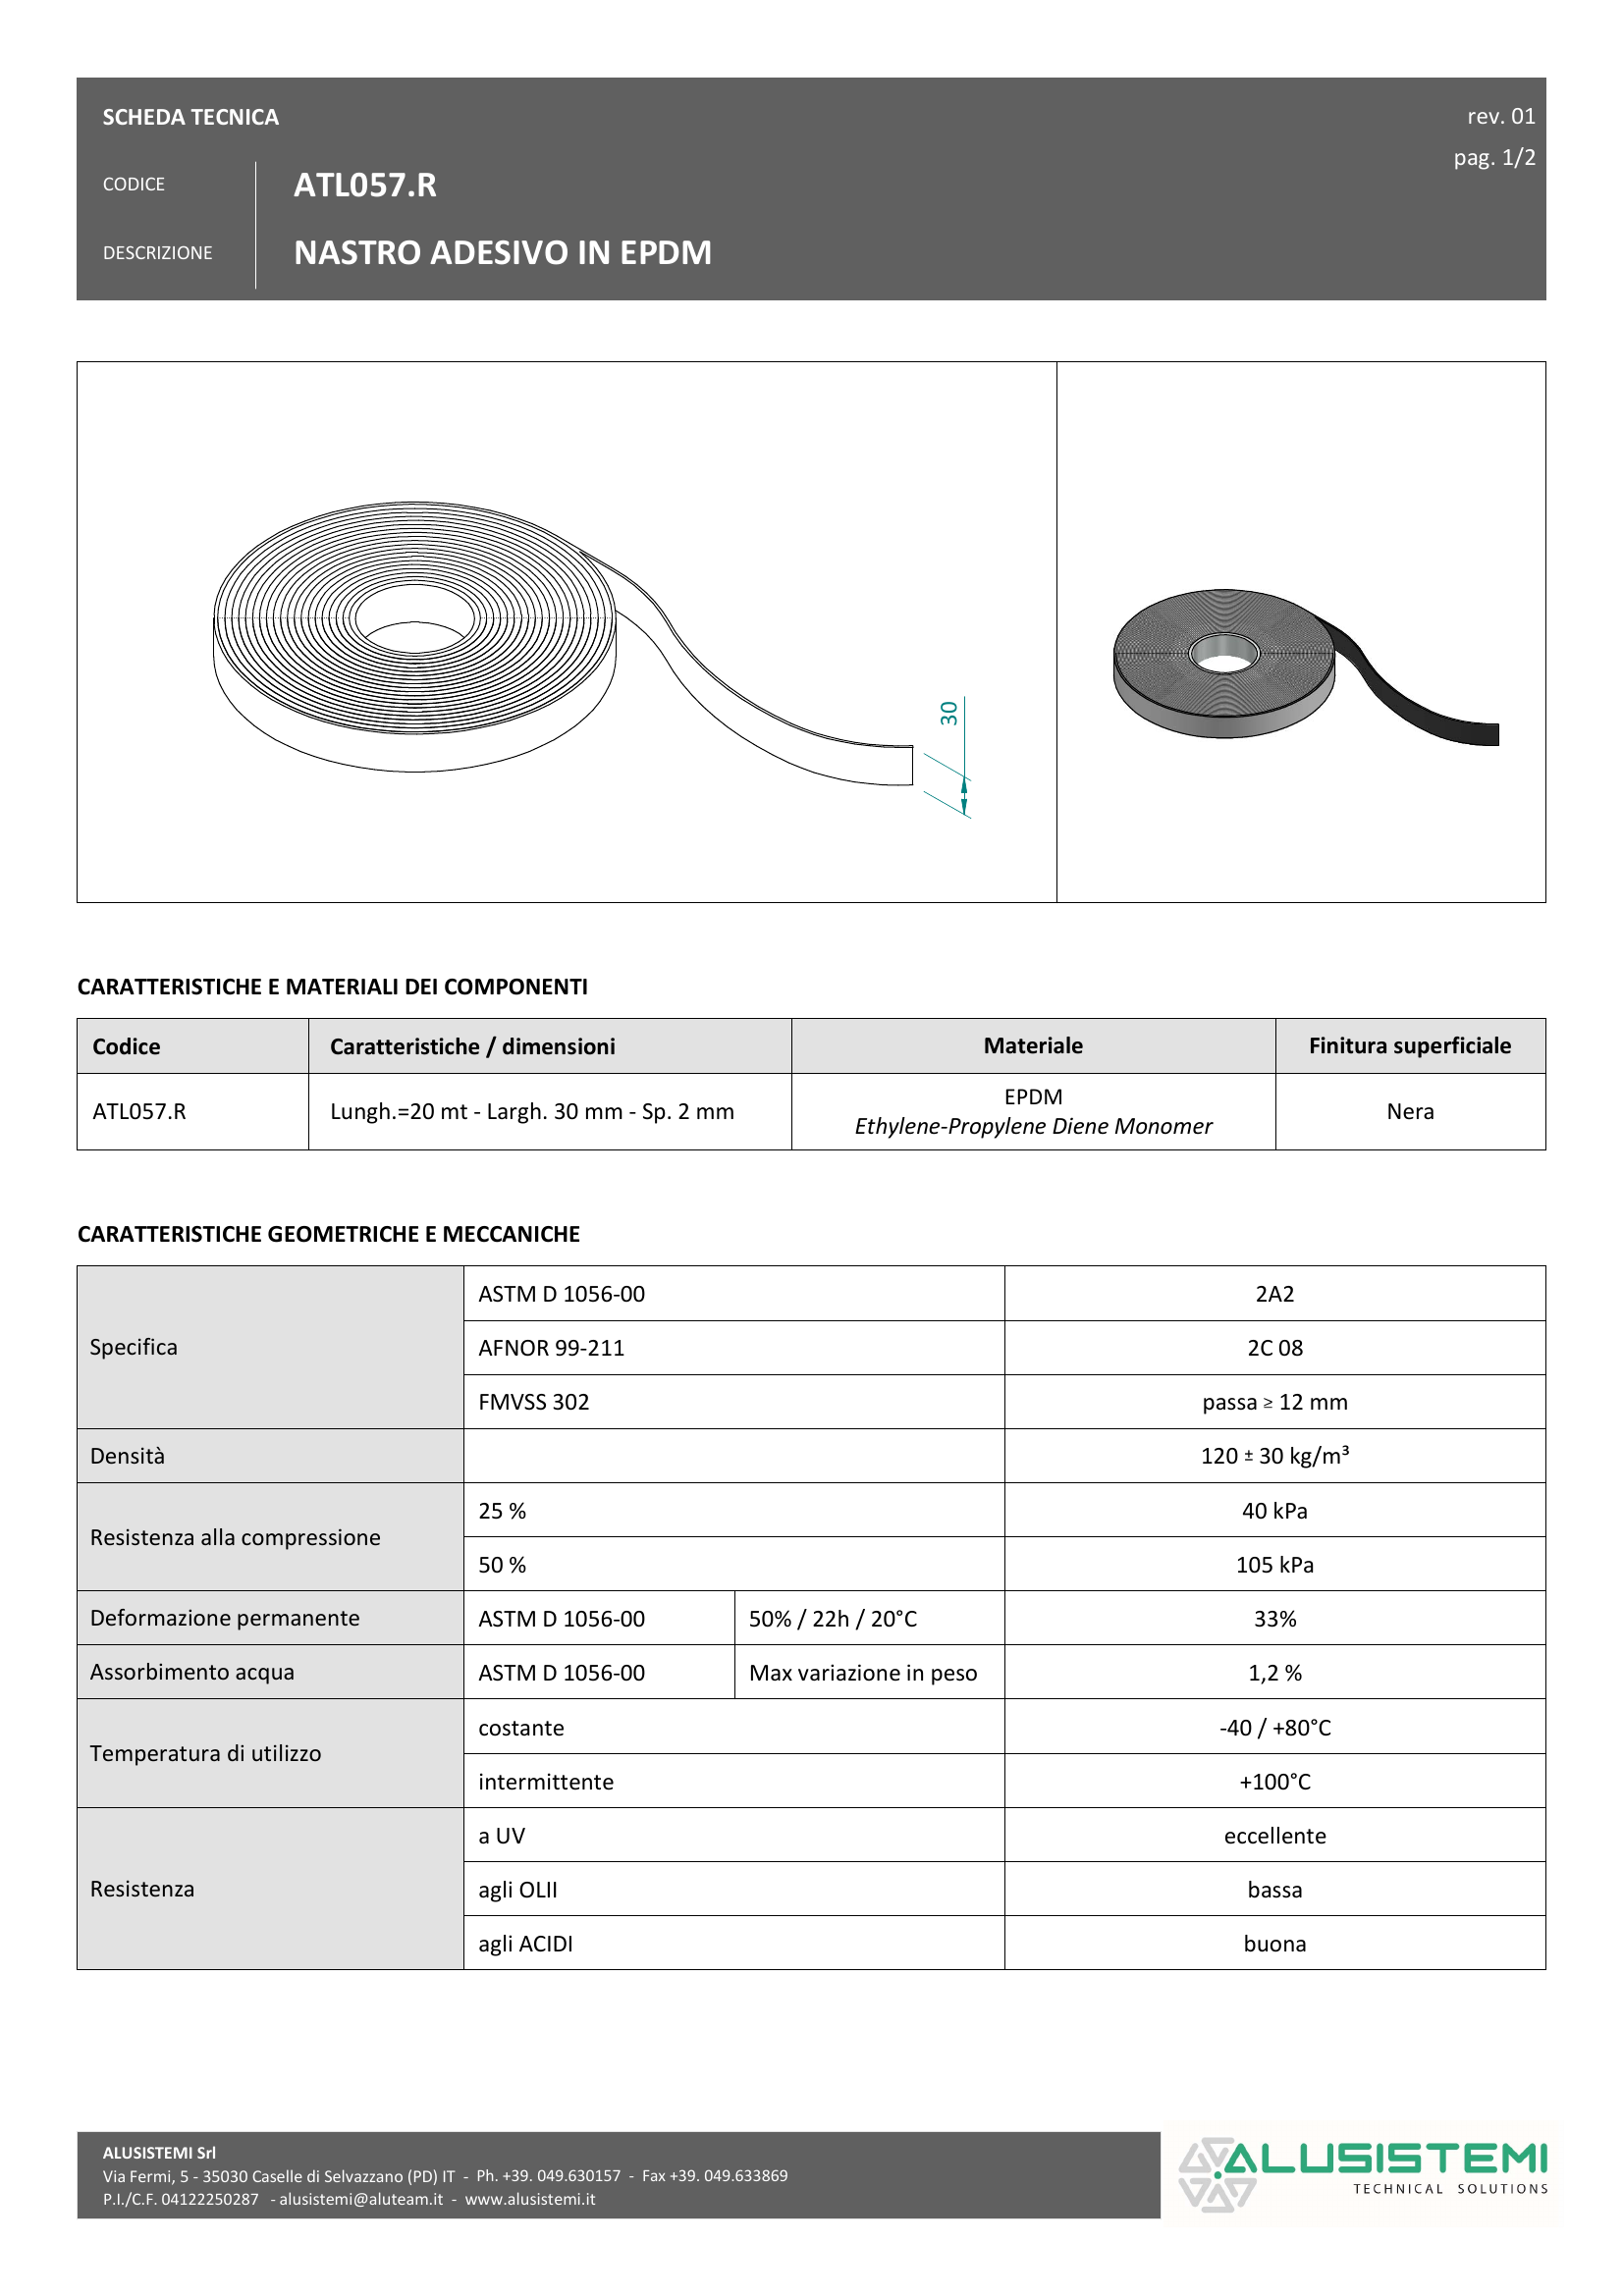 SCHEDA TECNICA
rev. 01
pag. 1/2
CODICE
ATL057.R
DESCRIZIONE
NASTRO ADESIVO IN EPDM
30
CARATTERISTICHE E MATERIALI DEI COMPONENTI
Codice Caratteristiche / dimensioni Materiale Finitura superficiale
ATL057.R Lungh.=20 mt - Largh. 30 mm - Sp. 2 mm EPDM Nera
Ethylene-Propylene Diene Monomer
CARATTERISTICHE GEOMETRICHE E MECCANICHE
Specifica
ASTM D 1056-00 2A2
AFNOR 99-211 2C 08
FMVSS 302 passa ≥ 12 mm
Densità 120 ± 30 kg/m³
Resistenza alla compressione
25 % 40 kPa
50 % 105 kPa
Deformazione permanente ASTM D 1056-00 50% / 22h / 20°C 33%
Assorbimento acqua ASTM D 1056-00 Max variazione in peso 1,2 %
Temperatura di utilizzo
costante -40 / +80°C
intermittente +100°C
Resistenza
a UV eccellente
agli OLII bassa
agli ACIDI buona
ALUSISTEMI Srl
Via Fermi, 5 - 35030 Caselle di Selvazzano (PD) IT - Ph. +39. 049.630157 - Fax +39. 049.633869
P.I./C.F. 04122250287 - alusistemi@aluteam.it - www.alusistemi.it
ALUSISTEMI
TECHNICAL SOLUTIONS